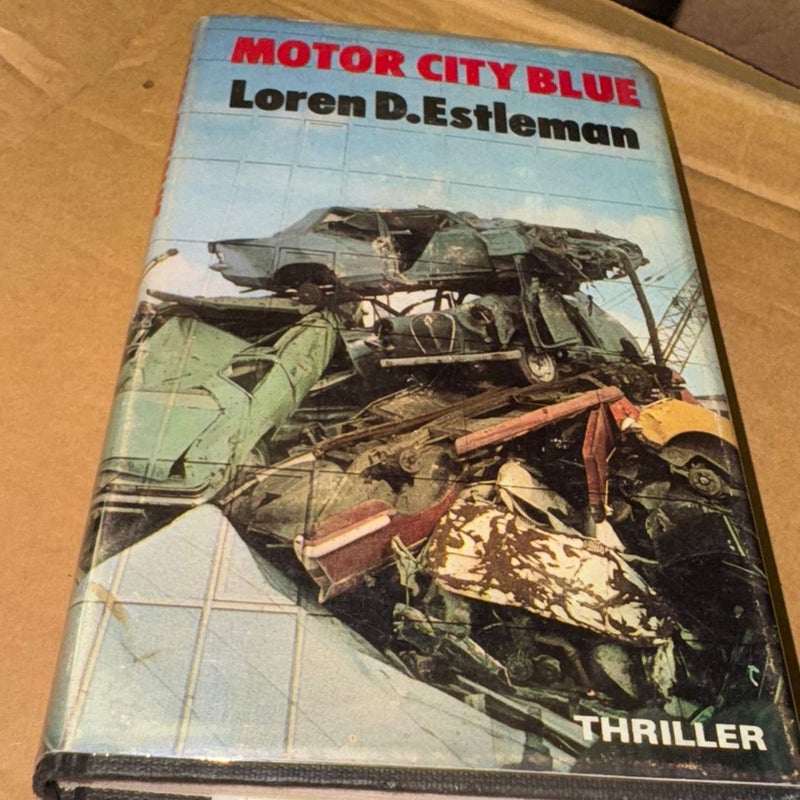 MOTOR CITY BLUE
Loren D. Estleman
THRILLER